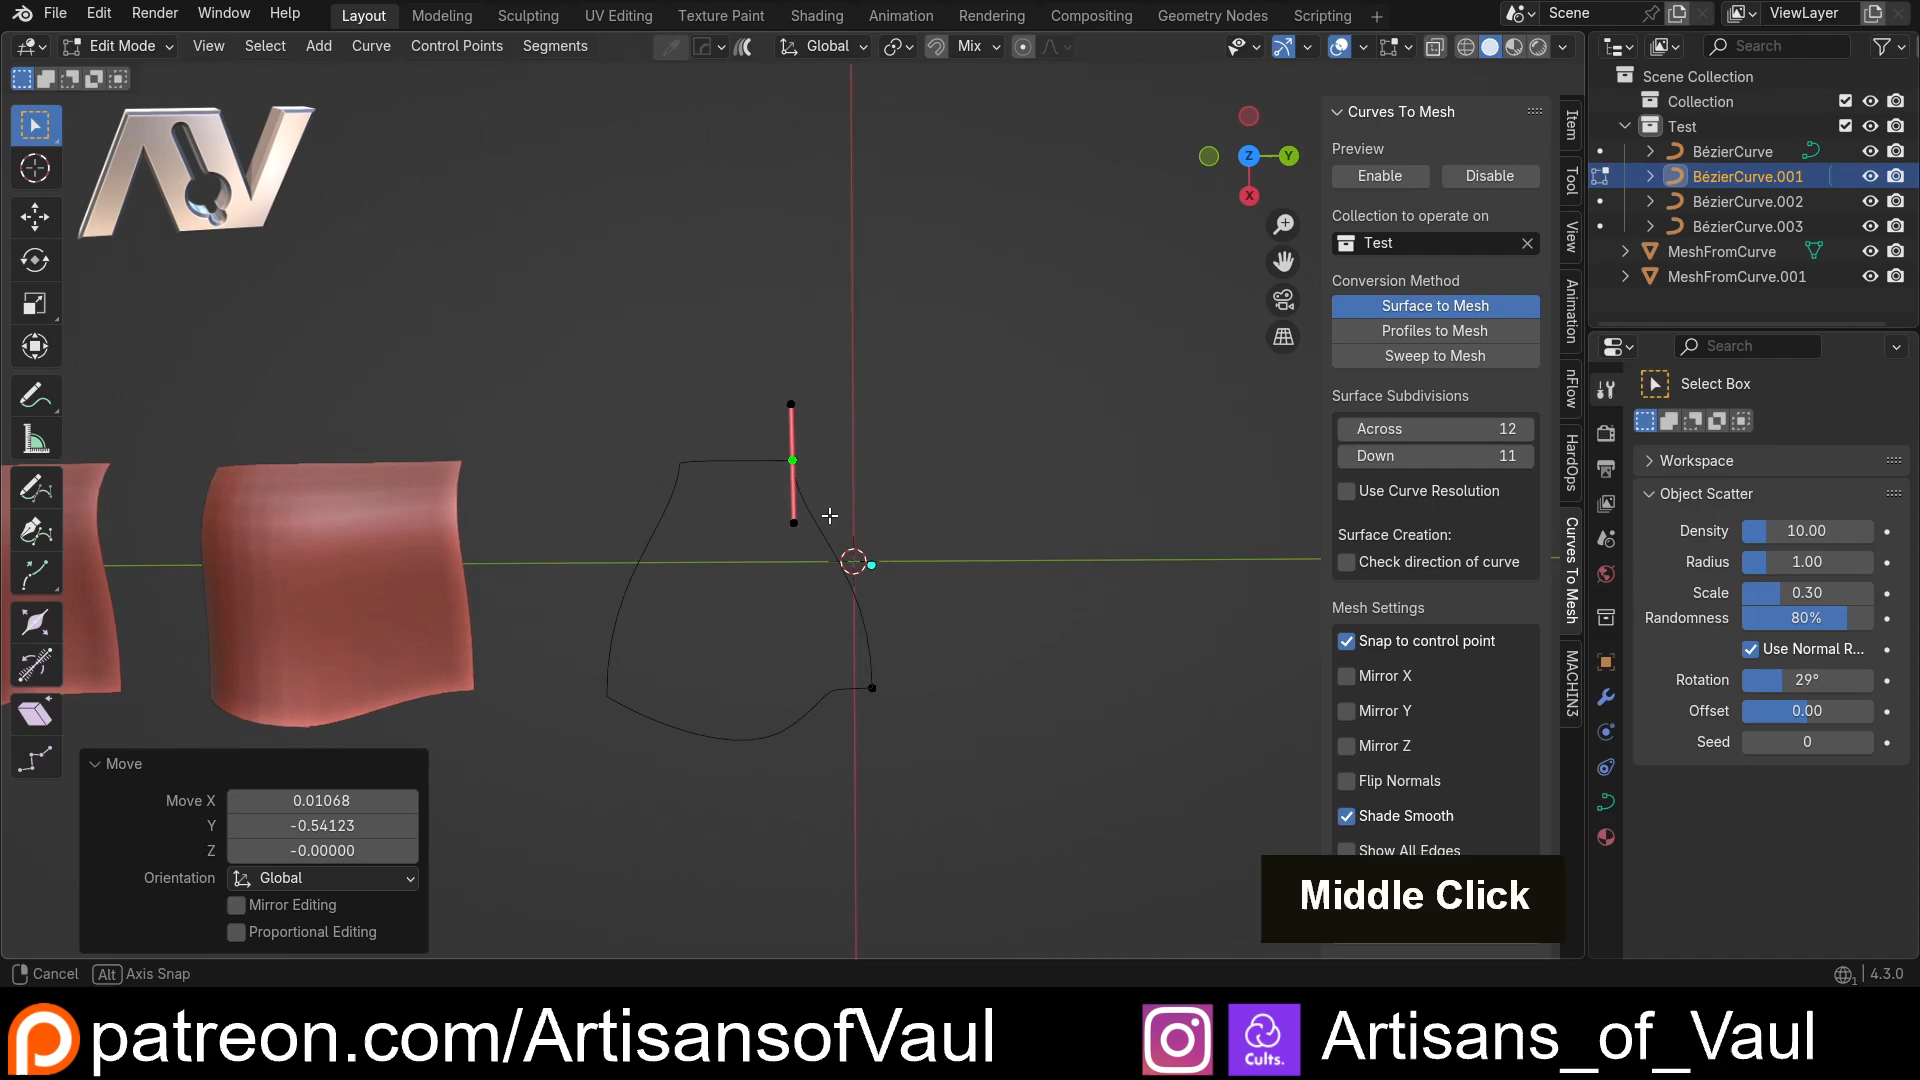 File Edit Render Window Help
Layout Modeling Sculpting UV Editing Texture Paint Shading Animation Rendering Compositing Geometry Nodes Scripting +
Scene
ViewLayer
Edit Mode View Select Add Curve Control Points Segments
Global Mix
Search
Scene Collection
Collection
Test
BézierCurve
BézierCurve.001
BézierCurve.002
BézierCurve.003
MeshFromCurve
MeshFromCurve.001
Z Y X
Curves To Mesh
Preview
Enable Disable
Collection to operate on
Test
Conversion Method
Surface to Mesh
Profiles to Mesh
Sweep to Mesh
Surface Subdivisions
Across 12
Down 11
Use Curve Resolution
Surface Creation:
Check direction of curve
Mesh Settings
Snap to control point
Mirror X
Mirror Y
Mirror Z
Flip Normals
Shade Smooth
Show All Edges
Item
Tool
View
Animation
nFlow
HardOps
Curves To Mesh
MACHIN3
Search
Select Box
Workspace
Object Scatter
Density 10.00
Radius 1.00
Scale 0.30
Randomness 80%
Use Normal R...
Rotation 29°
Offset 0.00
Seed 0
Move
Move X 0.01068
Y -0.54123
Z -0.00000
Orientation Global
Mirror Editing
Proportional Editing
Middle Click
Cancel Alt Axis Snap
4.3.0
patreon.com/ArtisansofVaul
Cults.
Artisans_of_Vaul